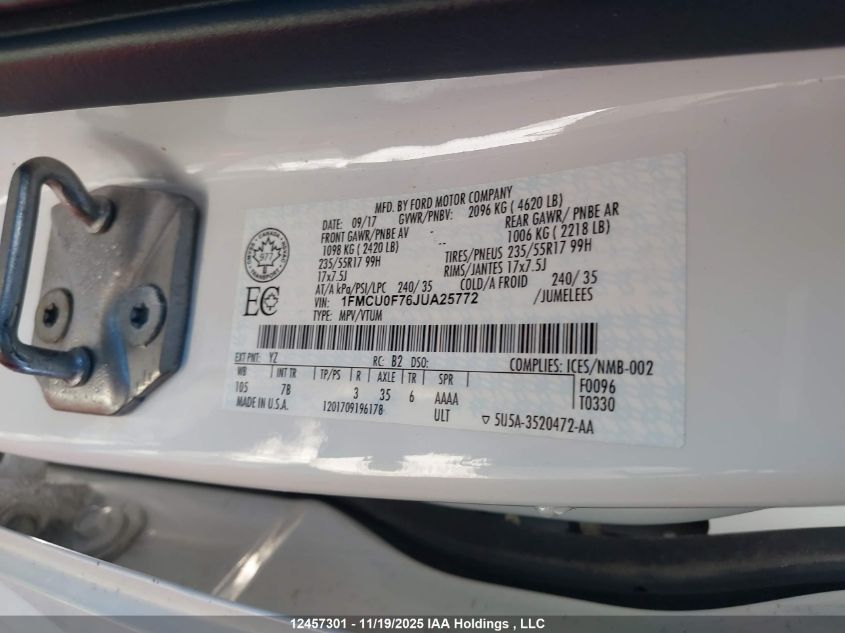 MFD. BY FORD MOTOR COMPANY
DATE: 09/17 GVWR/PNBV: 2096 KG ( 4620 LB)
FRONT GAWR/PNBE AV - REAR GAWR/ PNBE AR
1098 KG ( 2420 LB) -- 1006 KG ( 2218 LB)
235/55R17 99H TIRES/PNEUS 235/55R17 99H
17x7.5J RIMS/JANTES 17x7.5J
AT/A kPa/PSI/LPC 240/ 35 COLD/A FROID 240/ 35
VIN: 1FMCU0F76JUA25772 /JUMELEES
TYPE: MPV/VTUM
CANADA
TRANSPORT
977
EC
EXT PNT: YZ RC: B2 DSO: COMPLIES: ICES/NMB-002
WB INT TR TP/PS R AXLE TR SPR F0096
105 7B 3 35 6 AAAA T0330
MADE IN U.S.A. 1201709196178 ULT ▽ 5U5A-3520472-AA
12457301 - 11/19/2025 IAA Holdings , LLC